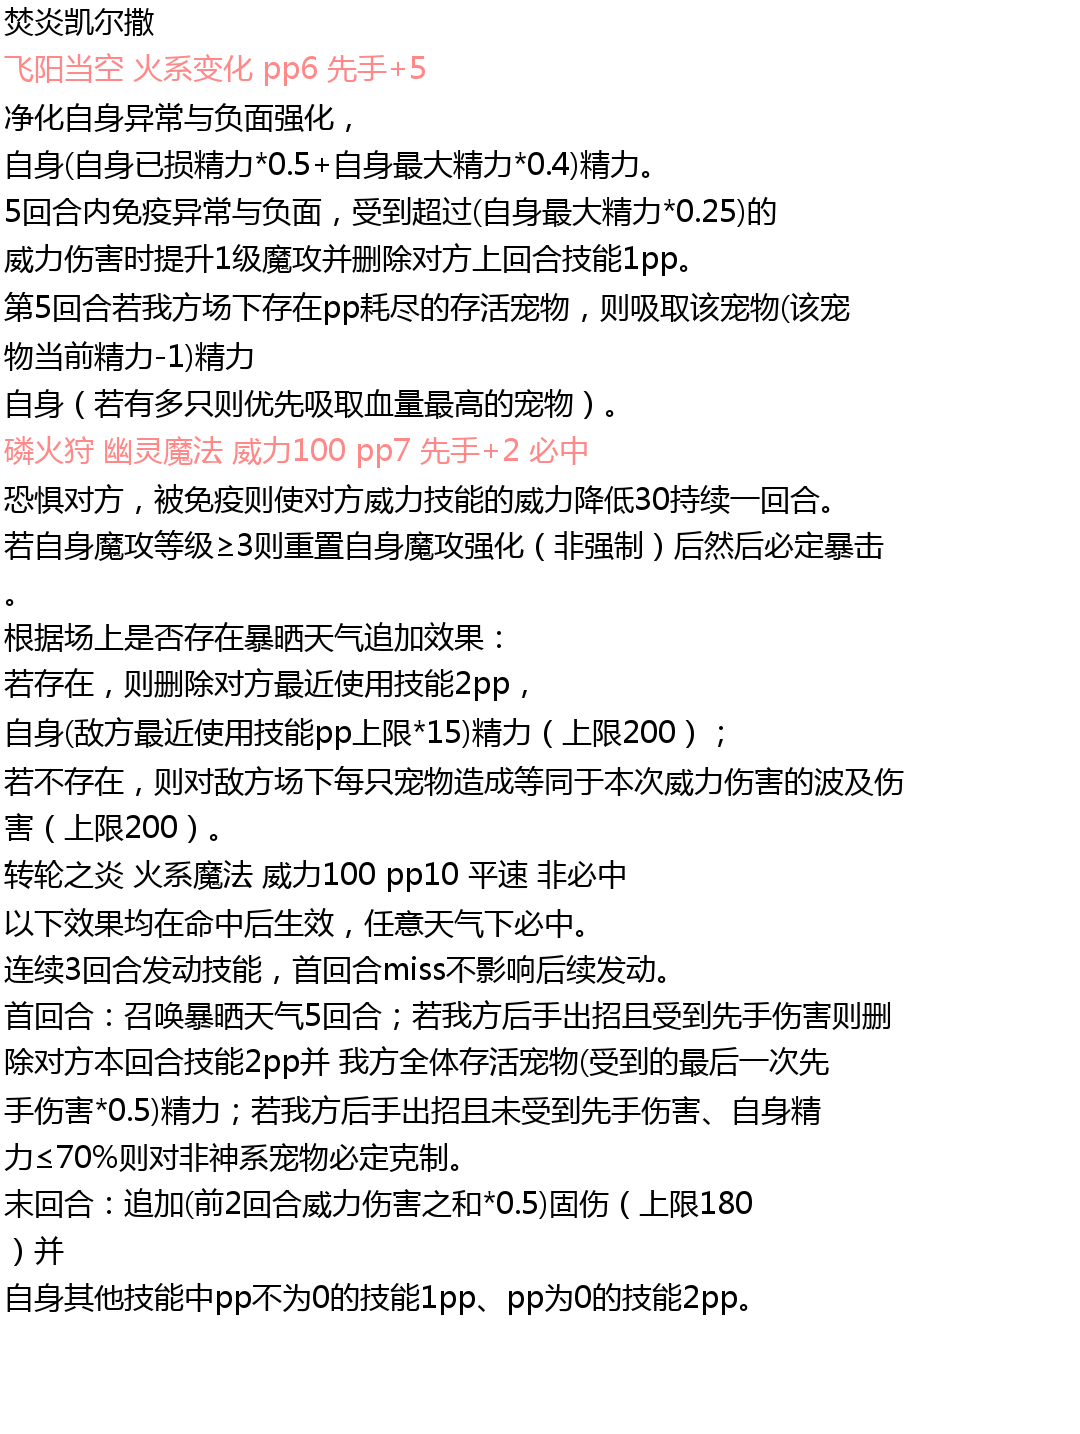 焚炎凯尔撒
飞阳当空 火系变化 pp6 先手+5
净化自身异常与负面强化，
自身(自身已损精力*0.5+自身最大精力*0.4)精力。
5回合内免疫异常与负面，受到超过(自身最大精力*0.25)的
威力伤害时提升1级魔攻并删除对方上回合技能1pp。
第5回合若我方场下存在pp耗尽的存活宠物，则吸取该宠物(该宠
物当前精力-1)精力
自身（若有多只则优先吸取血量最高的宠物）。
磷火狩 幽灵魔法 威力100 pp7 先手+2 必中
恐惧对方，被免疫则使对方威力技能的威力降低30持续一回合。
若自身魔攻等级≥3则重置自身魔攻强化（非强制）后然后必定暴击
。
根据场上是否存在暴晒天气追加效果：
若存在，则删除对方最近使用技能2pp，
自身(敌方最近使用技能pp上限*15)精力（上限200）；
若不存在，则对敌方场下每只宠物造成等同于本次威力伤害的波及伤
害（上限200）。
转轮之炎 火系魔法 威力100 pp10 平速 非必中
以下效果均在命中后生效，任意天气下必中。
连续3回合发动技能，首回合miss不影响后续发动。
首回合：召唤暴晒天气5回合；若我方后手出招且受到先手伤害则删
除对方本回合技能2pp并 我方全体存活宠物(受到的最后一次先
手伤害*0.5)精力；若我方后手出招且未受到先手伤害、自身精
力≤70%则对非神系宠物必定克制。
末回合：追加(前2回合威力伤害之和*0.5)固伤（上限180
）并
自身其他技能中pp不为0的技能1pp、pp为0的技能2pp。